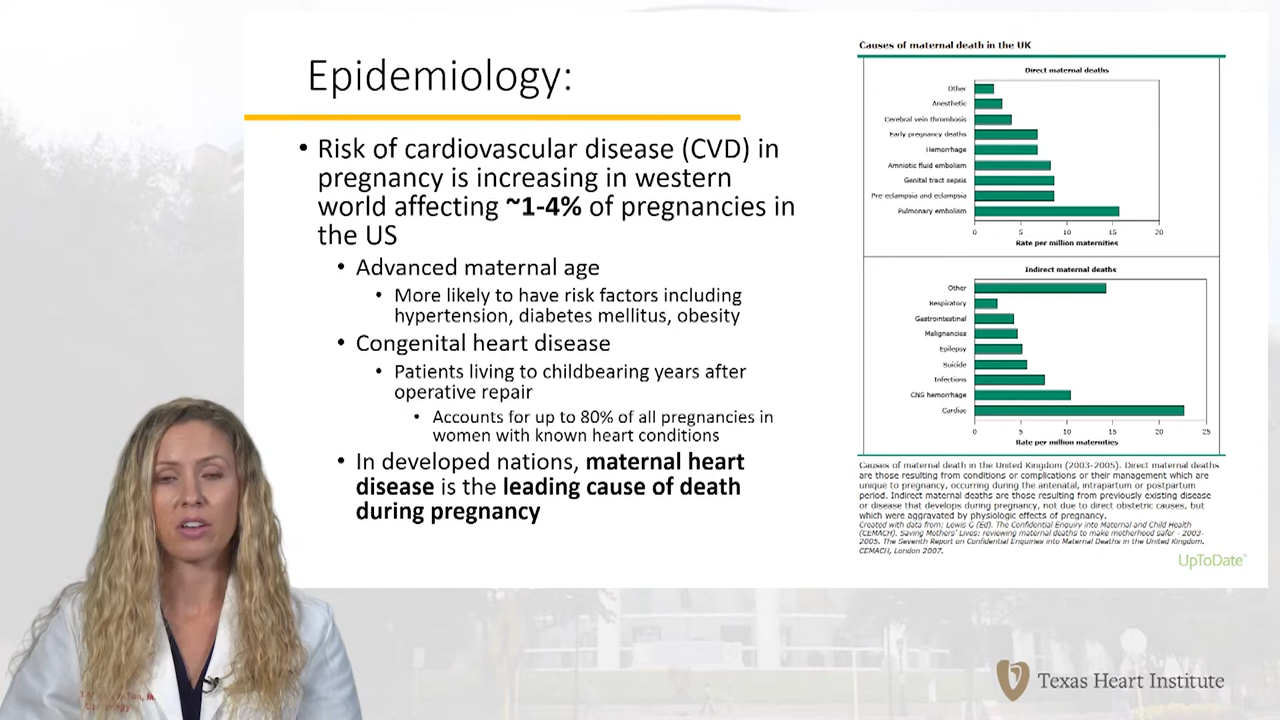 Epidemiology:
• Risk of cardiovascular disease (CVD) in
pregnancy is increasing in western
world affecting ~1-4% of pregnancies in
the US
• Advanced maternal age
• More likely to have risk factors including
hypertension, diabetes mellitus, obesity
• Congenital heart disease
• Patients living to childbearing years after
operative repair
• Accounts for up to 80% of all pregnancies in
women with known heart conditions
• In developed nations, maternal heart
disease is the leading cause of death
during pregnancy
Causes of maternal death in the UK
Direct maternal deaths
Other
Anesthetic
Cerebral vein thrombosis
Early pregnancy deaths
Hemorrhage
Amniotic fluid embolism
Genital tract sepsis
Pre-eclampsia and eclampsia
Pulmonary embolism
0 5 10 15 20
Rate per million maternities
Indirect maternal deaths
Other
Respiratory
Gastrointestinal
Malignancies
Epilepsy
Suicide
Infections
CNS hemorrhage
Cardiac
0 5 10 15 20 25
Rate per million maternities
Causes of maternal death in the United Kingdom (2003-2005). Direct maternal deaths
are those resulting from conditions or complications or their management which are
unique to pregnancy, occurring during the antenatal, intrapartum or postpartum
period. Indirect maternal deaths are those resulting from previously existing disease
or disease that develops during pregnancy, not due to direct obstetric causes, but
which were aggravated by physiologic effects of pregnancy.
Created with data from: Lewis G (Ed). The Confidential Enquiry into Maternal and Child Health
(CEMACH). Saving Mothers' Lives: reviewing maternal deaths to make motherhood safer - 2003-
2005. The Seventh Report on Confidential Enquiries into Maternal Deaths in the United Kingdom.
CEMACH, London 2007.
UpToDate®
Texas Heart Institute